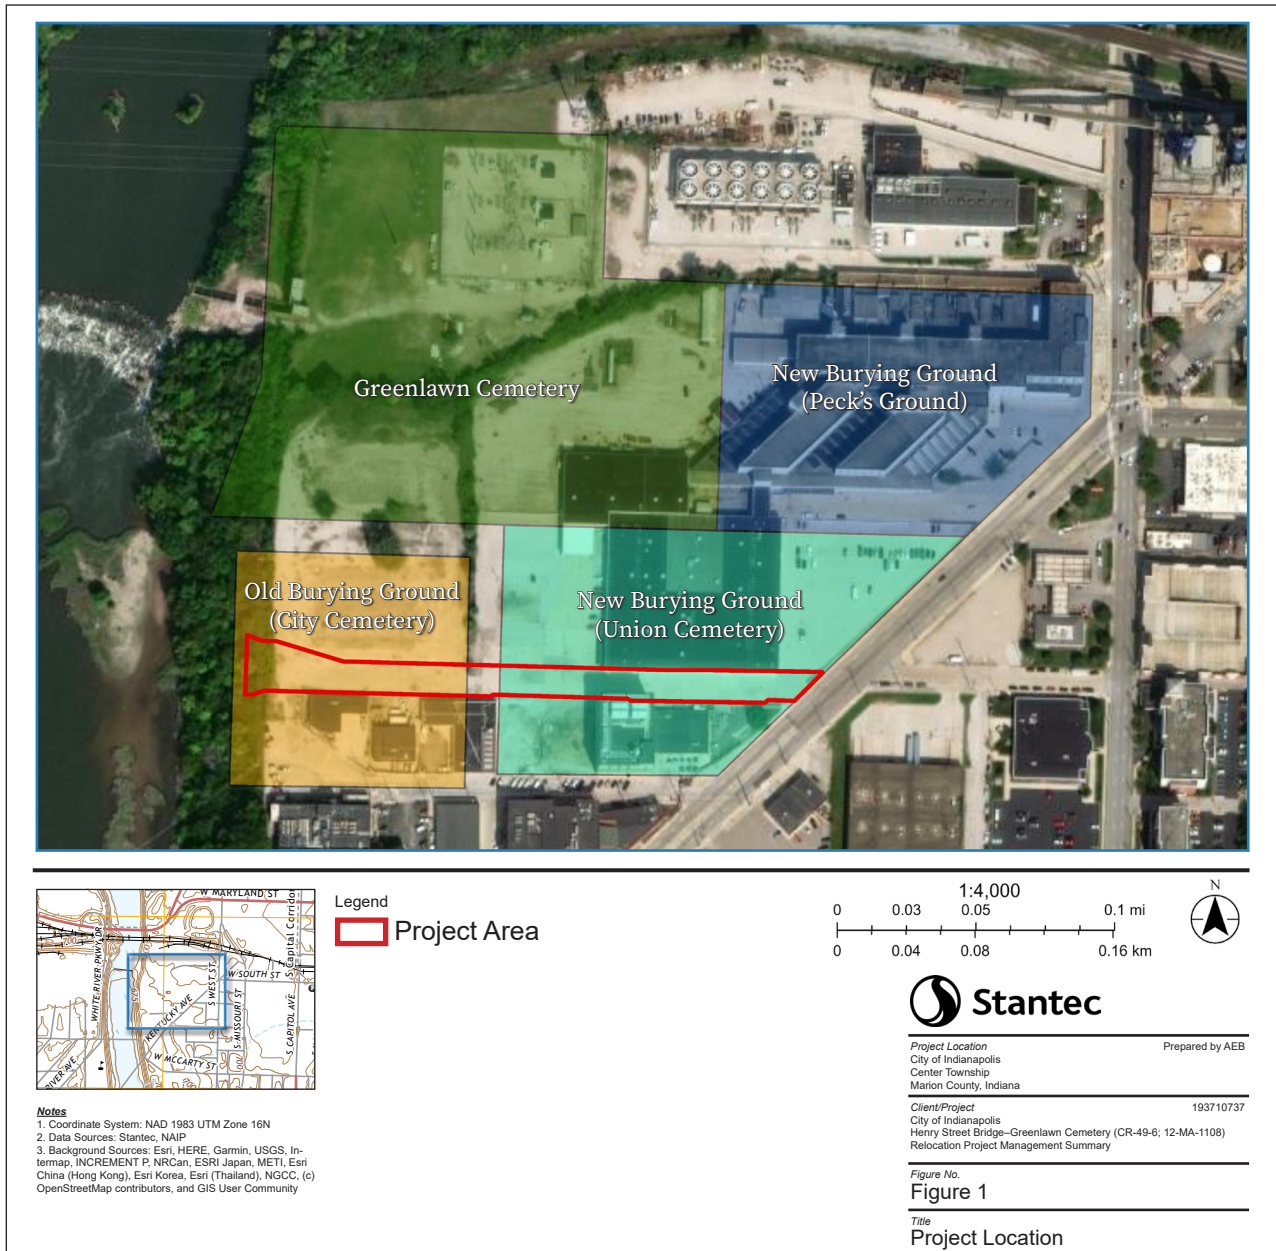 Greenlawn Cemetery
New Burying Ground
(Peck's Ground)
Old Burying Ground
(City Cemetery)
New Burying Ground
(Union Cemetery)
W MARYLAND ST
S Capital Corridor
WHITE RIVER PKWY DR
700
675
W SOUTH ST
S WEST ST
KENTUCKY AVE
S MISSOURI ST
S CAPITOL AVE
W MCCARTY ST
RIVER AVE
700
Legend
Project Area
1:4,000
0 0.03 0.05 0.1 mi
0 0.04 0.08 0.16 km
N
Stantec
Project Location Prepared by AEB
City of Indianapolis
Center Township
Marion County, Indiana
Client/Project 193710737
City of Indianapolis
Henry Street Bridge–Greenlawn Cemetery (CR-49-6; 12-MA-1108)
Relocation Project Management Summary
Figure No.
Figure 1
Title
Project Location
Notes
1. Coordinate System: NAD 1983 UTM Zone 16N
2. Data Sources: Stantec, NAIP
3. Background Sources: Esri, HERE, Garmin, USGS, In-
termap, INCREMENT P, NRCan, ESRI Japan, METI, Esri
China (Hong Kong), Esri Korea, Esri (Thailand), NGCC, (c)
OpenStreetMap contributors, and GIS User Community